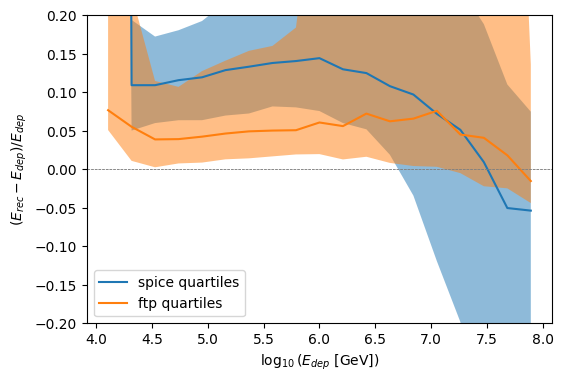 0.20
0.15
0.10
0.05
0.00
−0.05
−0.10
−0.15
−0.20
(E_rec − E_dep)/E_dep
spice quartiles
ftp quartiles
4.0 4.5 5.0 5.5 6.0 6.5 7.0 7.5 8.0
log₁₀ (E_dep [GeV])